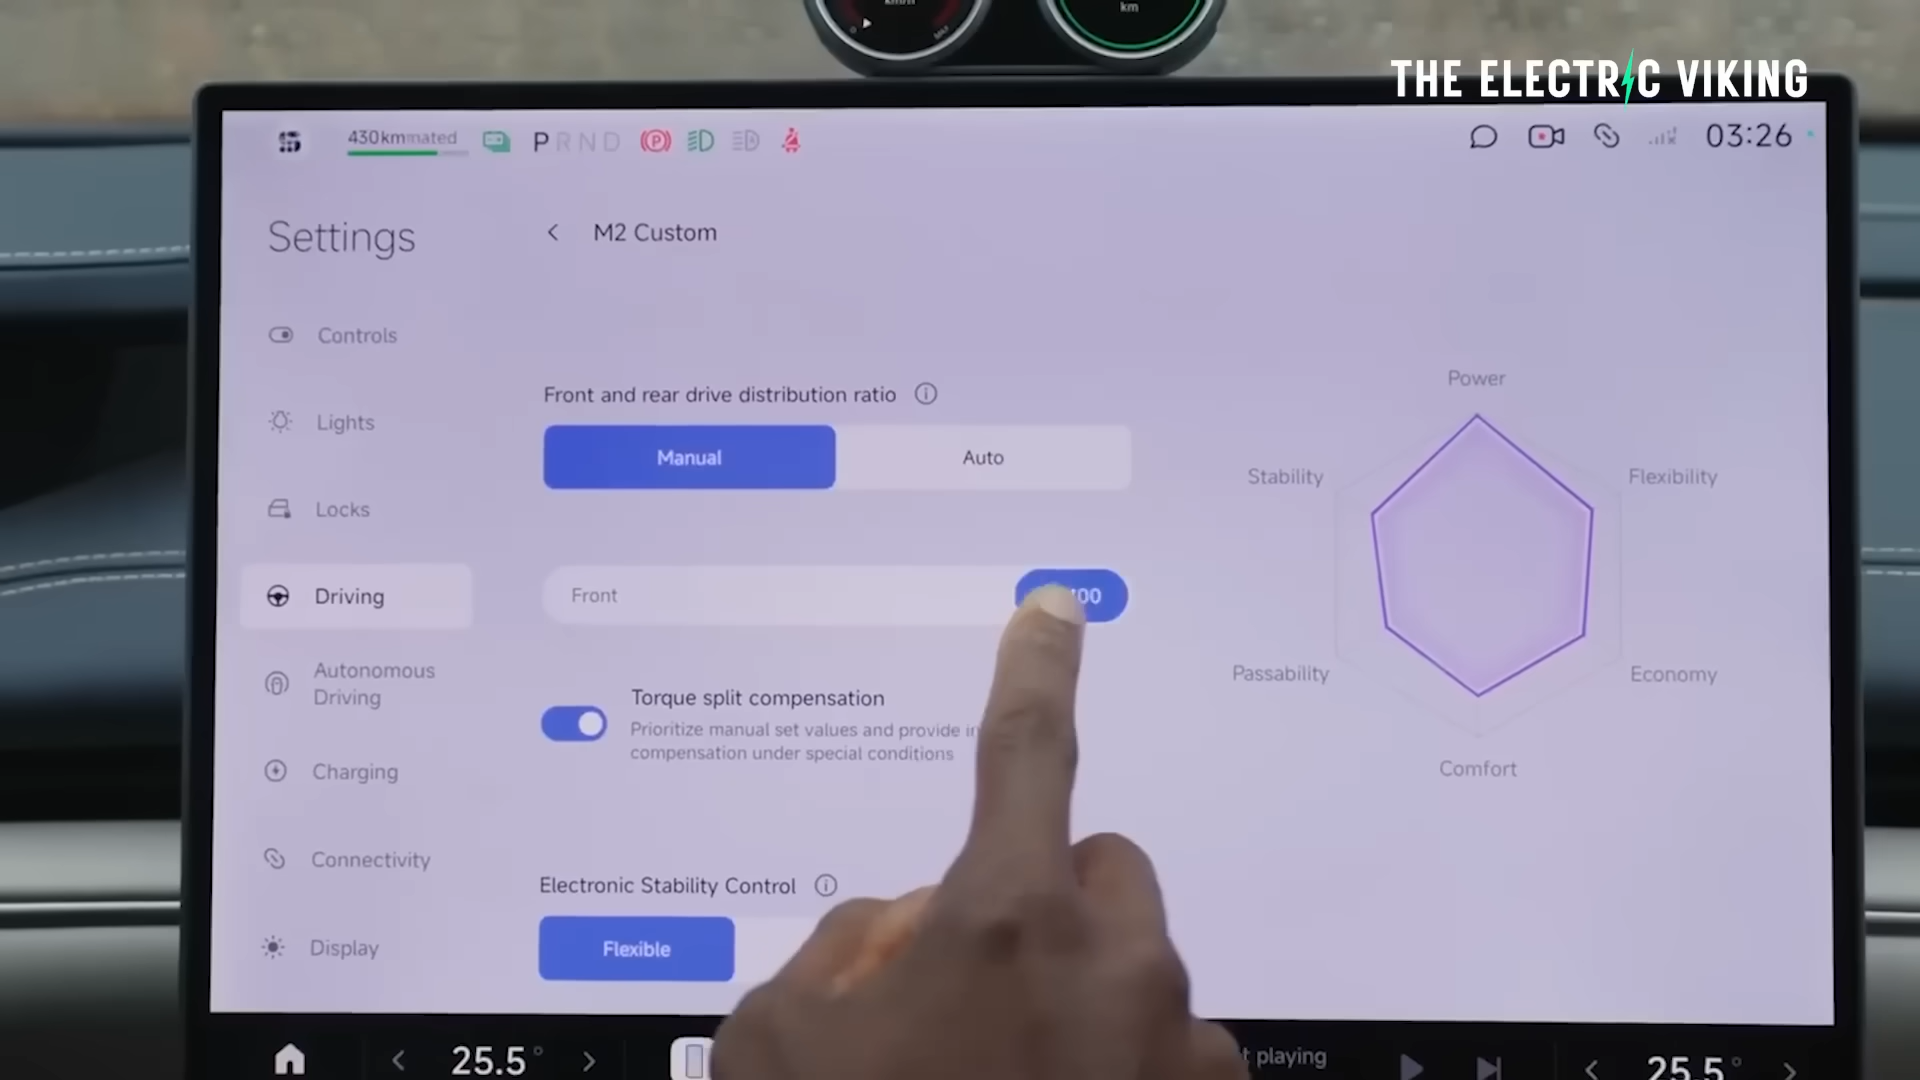 km
THE ELECTRIC VIKING
430km
P R N D
03:26
Settings
M2 Custom
Controls
Lights
Locks
Driving
Autonomous
Driving
Charging
Connectivity
Display
Front and rear drive distribution ratio
Manual
Auto
Front
Torque split compensation
Prioritize manual set values and provide
compensation under special conditions
Electronic Stability Control
Flexible
Power
Stability
Flexibility
Passability
Economy
Comfort
25.5°
playing
25.5°